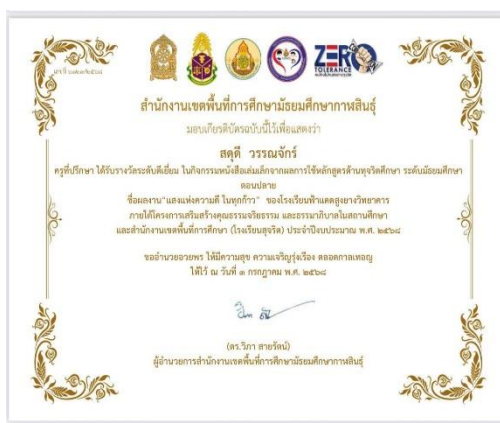 ZERO
TOLERANCE
สำนักงานเขตพื้นที่การศึกษามัธยมศึกษากาฬสินธุ์
มอบเกียรติบัตรฉบับนี้ไว้เพื่อแสดงว่า
สดุดี วรรณจักร์
ครูที่ปรึกษา ได้รับรางวัลระดับดีเยี่ยม ในกิจกรรมหนังสือเล่มเล็กจากผลการใช้หลักสูตรต้านทุจริตศึกษา ระดับมัธยมศึกษา
ตอนปลาย
ชื่อผลงาน"แสงแห่งความดี ในทุกก้าว" ของโรงเรียนฟ้าแดดสูงยางวิทยาคาร
ภายใต้โครงการเสริมสร้างคุณธรรมจริยธรรม และธรรมาภิบาลในสถานศึกษา
และสำนักงานเขตพื้นที่การศึกษา (โรงเรียนสุจริต) ประจำปีงบประมาณ พ.ศ. ๒๕๖๘
ขออำนวยอวยพร ให้มีความสุข ความเจริญรุ่งเรือง ตลอดกาลเทอญ
ได้ไว้ ณ วันที่ ๑ กรกฎาคม พ.ศ. ๒๕๖๘
(ดร.วิภา สายรัตน์)
ผู้อำนวยการสำนักงานเขตพื้นที่การศึกษามัธยมศึกษากาฬสินธุ์